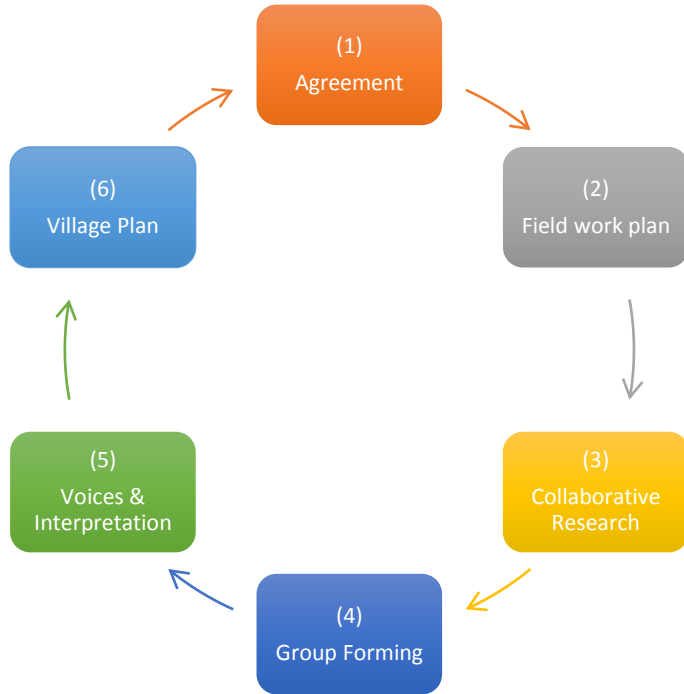 (1)
Agreement
(2)
Field work plan
(3)
Collaborative
Research
(4)
Group Forming
(5)
Voices &
Interpretation
(6)
Village Plan